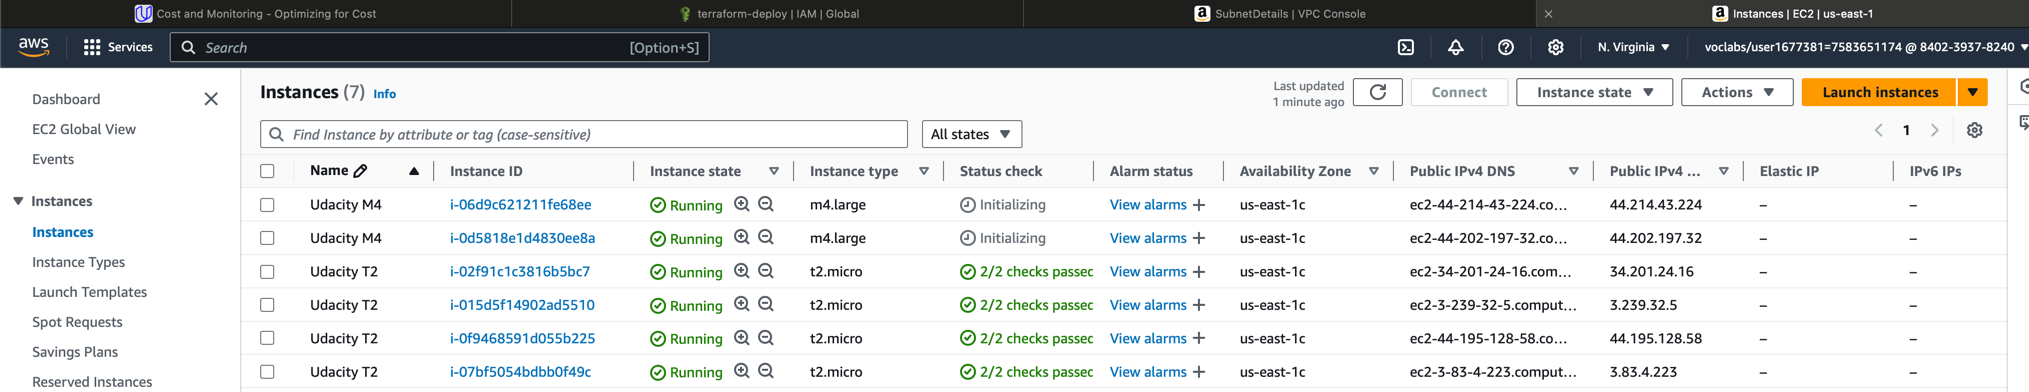 Cost and Monitoring - Optimizing for Cost
terraform-deploy | IAM | Global
SubnetDetails | VPC Console
Instances | EC2 | us-east-1
aws Services Search [Option+S] N. Virginia voclabs/user1677381=7583651174 @ 8402-3937-8240
Dashboard
EC2 Global View
Events
Instances
Instances
Instance Types
Launch Templates
Spot Requests
Savings Plans
Reserved Instances
Instances (7) Info
Last updated
1 minute ago
Connect Instance state Actions Launch instances
Find Instance by attribute or tag (case-sensitive) All states 1
Name Instance ID Instance state Instance type Status check Alarm status Availability Zone Public IPv4 DNS Public IPv4 ... Elastic IP IPv6 IPs
Udacity M4 i-06d9c621211fe68ee Running m4.large Initializing View alarms + us-east-1c ec2-44-214-43-224.co... 44.214.43.224 – –
Udacity M4 i-0d5818e1d4830ee8a Running m4.large Initializing View alarms + us-east-1c ec2-44-202-197-32.co... 44.202.197.32 – –
Udacity T2 i-02f91c1c3816b5bc7 Running t2.micro 2/2 checks passec View alarms + us-east-1c ec2-34-201-24-16.com... 34.201.24.16 – –
Udacity T2 i-015d5f14902ad5510 Running t2.micro 2/2 checks passec View alarms + us-east-1c ec2-3-239-32-5.comput... 3.239.32.5 – –
Udacity T2 i-0f9468591d055b225 Running t2.micro 2/2 checks passec View alarms + us-east-1c ec2-44-195-128-58.co... 44.195.128.58 – –
Udacity T2 i-07bf5054bdbb0f49c Running t2.micro 2/2 checks passec View alarms + us-east-1c ec2-3-83-4-223.comput... 3.83.4.223 – –